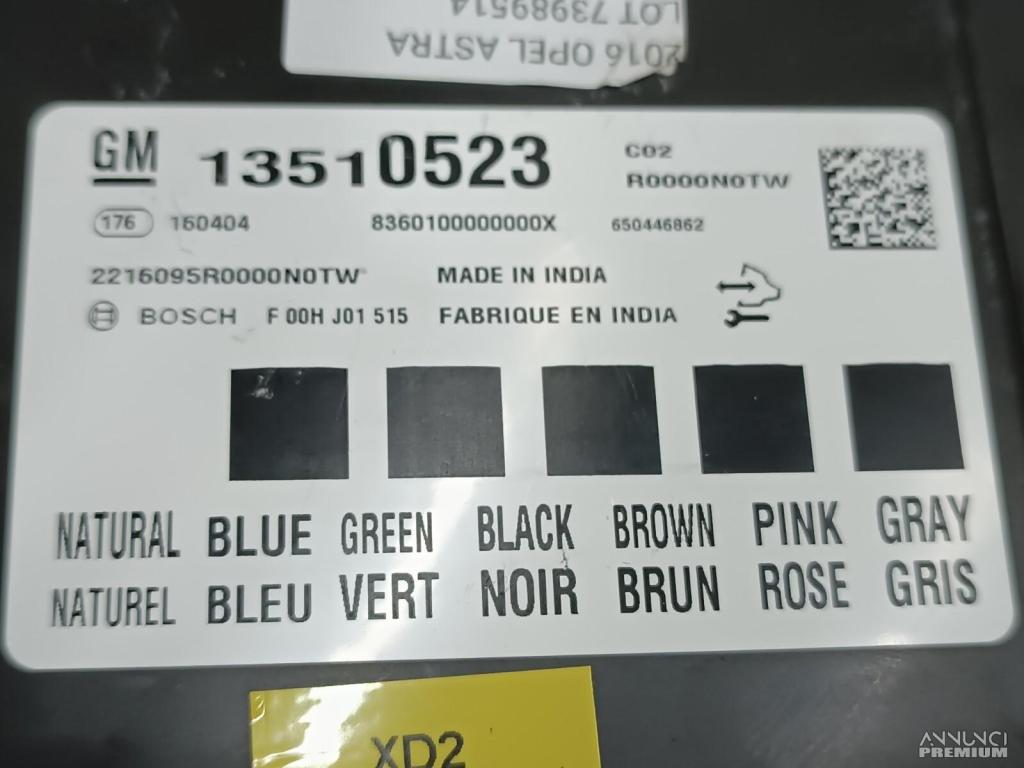 LOT 73989514
2016 OPEL ASTRA
GM 13510523 C02
R0000N0TW
176 160404 8360100000000X 650446862
2216095R0000N0TW MADE IN INDIA
BOSCH F 00H J01 515 FABRIQUE EN INDIA
NATURAL BLUE GREEN BLACK BROWN PINK GRAY
NATUREL BLEU VERT NOIR BRUN ROSE GRIS
XD2
ANNUNCI
PREMIUM